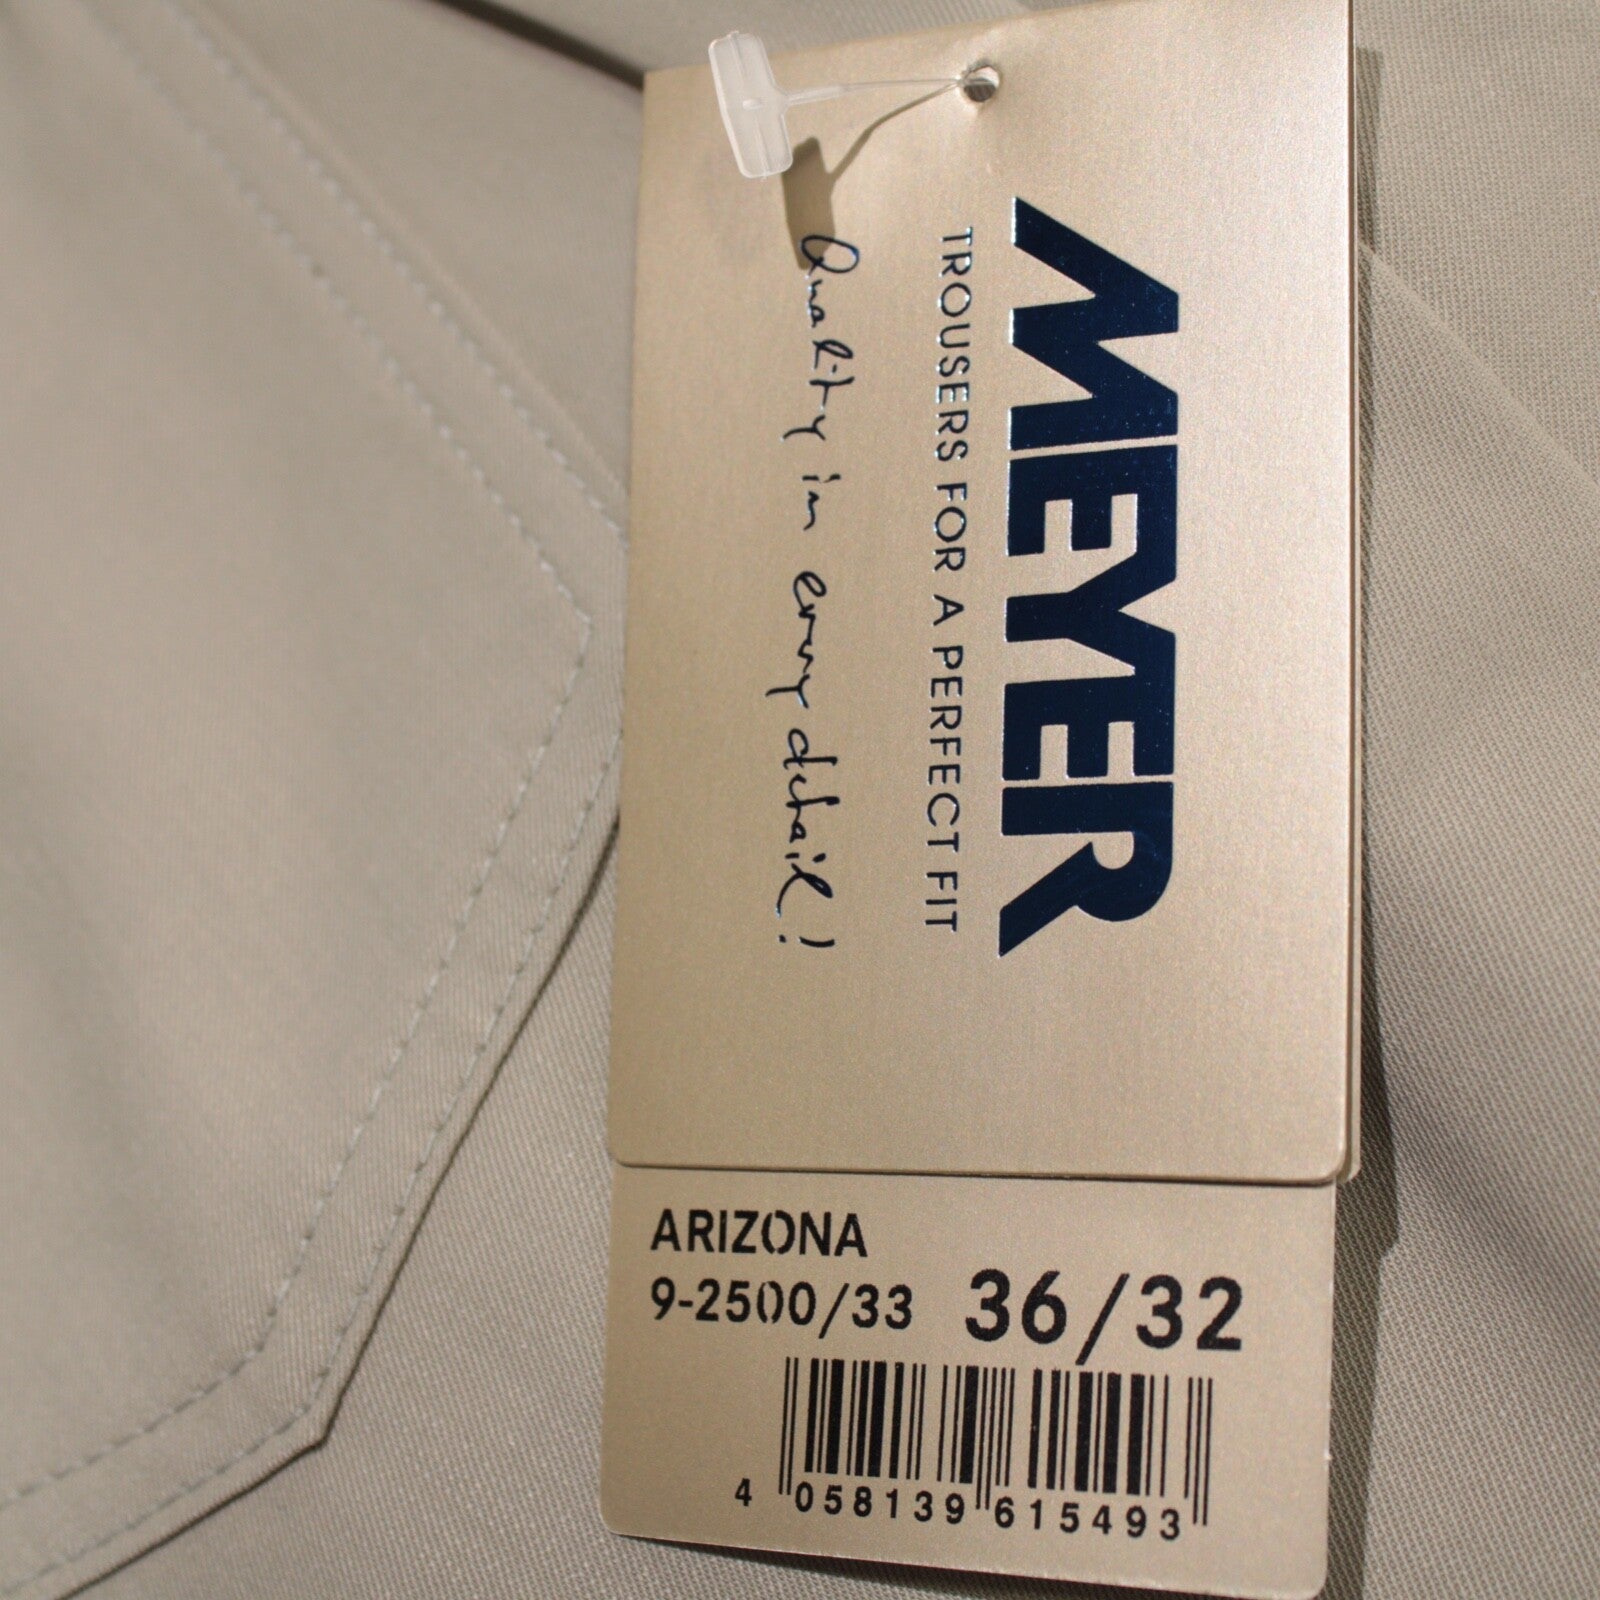 MEYER
TROUSERS FOR A PERFECT FIT
Quality in every detail!
ARIZONA
9-2500/33 36/32
4 058139 615493